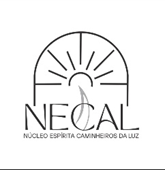 NECAL
NÚCLEO ESPÍRITA CAMINHEIROS DA LUZ